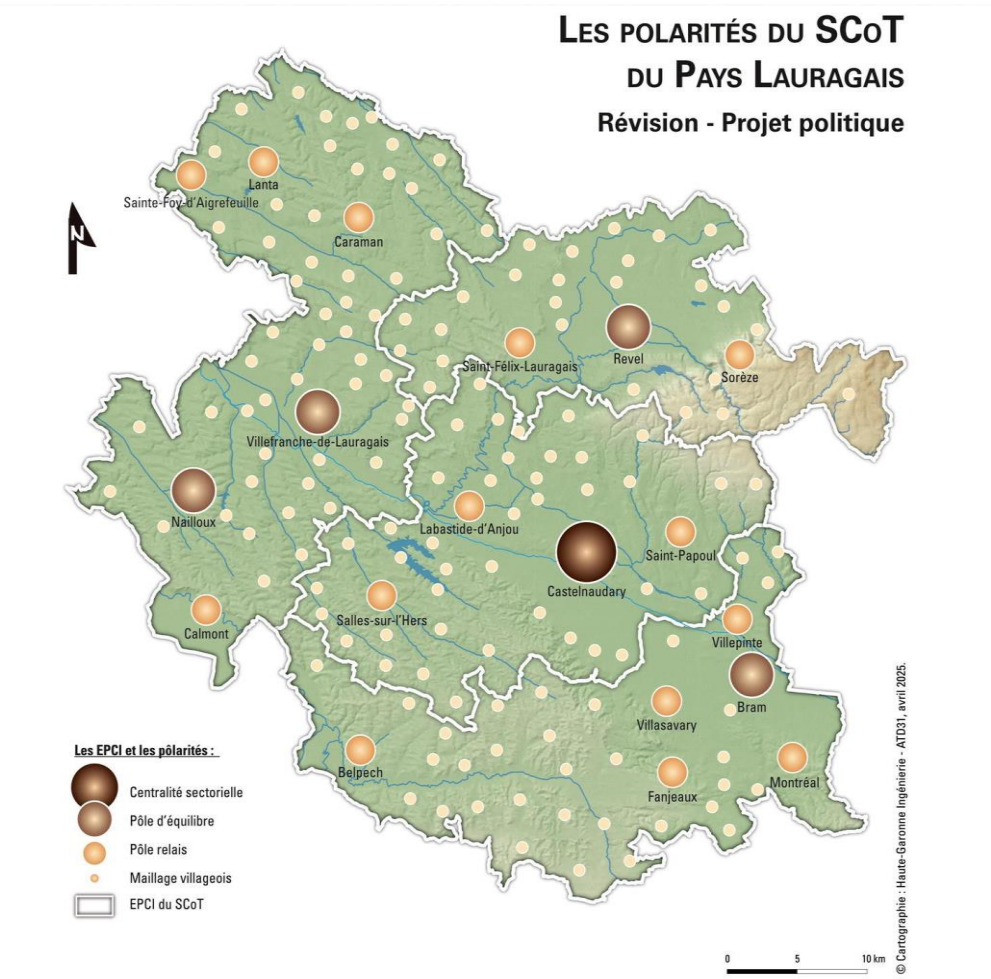 LES POLARITÉS DU SCOT
DU PAYS LAURAGAIS
Révision - Projet politique
N
Lanta
Sainte-Foy-d'Aigrefeuille
Caraman
Saint-Félix-Lauragais
Revel
Sorèze
Villefranche-de-Lauragais
Nailloux
Labastide-d'Anjou
Saint-Papoul
Castelnaudary
Calmont
Salles-sur-l'Hers
Villepinte
Bram
Villasavary
Belpech
Fanjeaux
Montréal
Les EPCI et les pôlarités :
Centralité sectorielle
Pôle d'équilibre
Pôle relais
Maillage villageois
EPCI du SCoT
0 5 10 km
© Cartographie : Haute-Garonne Ingénierie - ATD31, avril 2025.